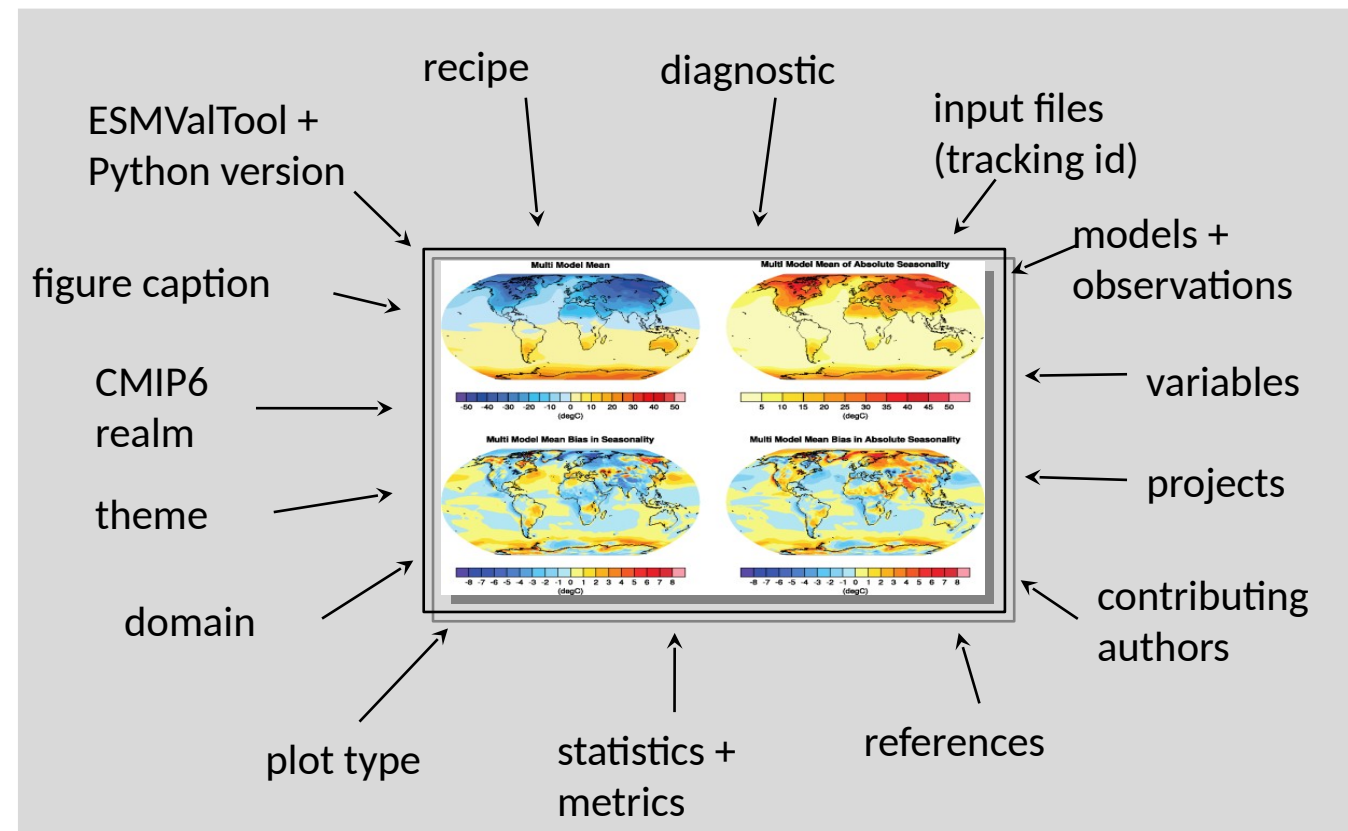 recipe
diagnostic
ESMValTool +
Python version
input files
(tracking id)
models +
observations
figure caption
Multi Model Mean
Multi Model Mean of Absolute Seasonality
-50 -40 -30 -20 -10 0 10 20 30 40 50
(degC)
5 10 15 20 25 30 35 40 45 50
(degC)
CMIP6
realm
variables
Multi Model Mean Bias in Seasonality
Multi Model Mean Bias in Absolute Seasonality
-8 -7 -6 -5 -4 -3 -2 -1 0 1 2 3 4 5 6 7 8
(degC)
-8 -7 -6 -5 -4 -3 -2 -1 0 1 2 3 4 5 6 7 8
(degC)
theme
projects
domain
contributing
authors
plot type
statistics +
metrics
references